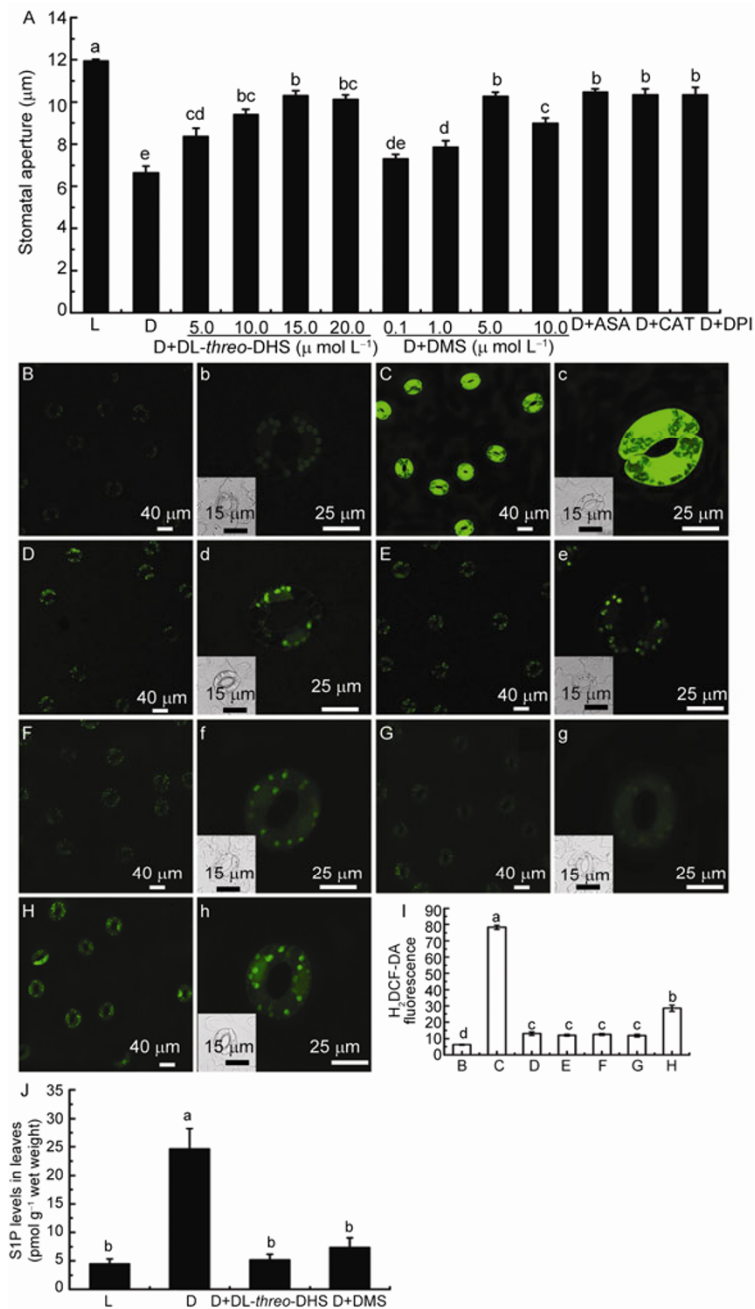 A
Stomatal aperture (μm)
14
12
10
8
6
4
2
0
a
e
cd
bc
b
bc
de
d
b
c
b
b
b
L
D
5.0
10.0
15.0
20.0
0.1
1.0
5.0
10.0
D+ASA
D+CAT
D+DPI
D+DL-threo-DHS (μ mol L⁻¹)
D+DMS (μ mol L⁻¹)
B
40 μm
b
15 μm
25 μm
C
40 μm
c
15 μm
25 μm
D
40 μm
d
15 μm
25 μm
E
40 μm
e
15 μm
25 μm
F
40 μm
f
15 μm
25 μm
G
40 μm
g
15 μm
25 μm
H
40 μm
h
15 μm
25 μm
I
H₂DCF-DA
fluorescence
90
80
70
60
50
40
30
20
10
0
d
a
c
c
c
c
b
B
C
D
E
F
G
H
J
S1P levels in leaves
(pmol g⁻¹ wet weight)
35
30
25
20
15
10
5
0
b
a
b
b
L
D
D+DL-threo-DHS
D+DMS